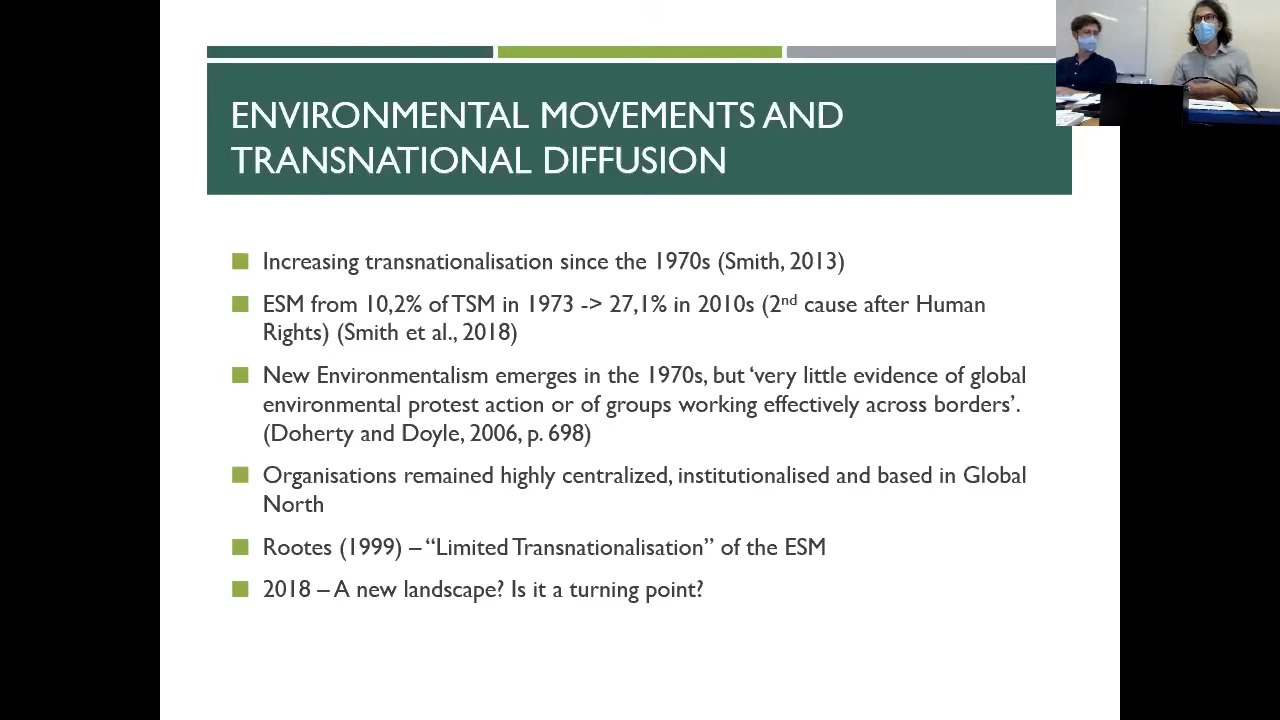 ENVIRONMENTAL MOVEMENTS AND
TRANSNATIONAL DIFFUSION
Increasing transnationalisation since the 1970s (Smith, 2013)
ESM from 10,2% of TSM in 1973 -> 27,1% in 2010s (2nd cause after Human
Rights) (Smith et al., 2018)
New Environmentalism emerges in the 1970s, but ‘very little evidence of global
environmental protest action or of groups working effectively across borders’.
(Doherty and Doyle, 2006, p. 698)
Organisations remained highly centralized, institutionalised and based in Global
North
Rootes (1999) – “Limited Transnationalisation” of the ESM
2018 – A new landscape? Is it a turning point?